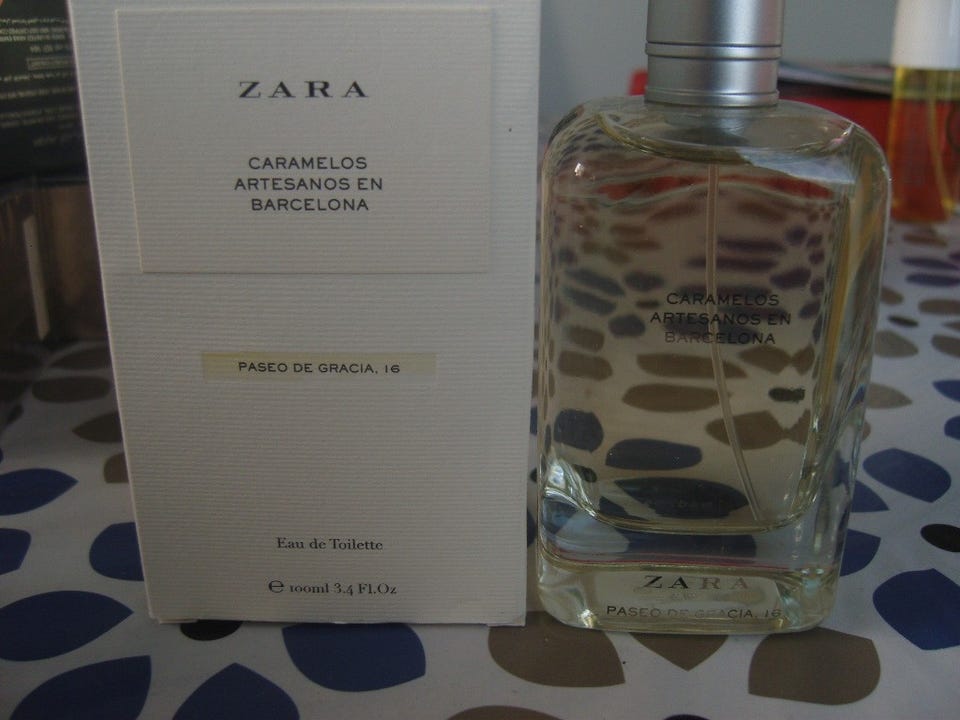 ZARA
CARAMELOS
ARTESANOS EN
BARCELONA
PASEO DE GRACIA, 16
Eau de Toilette
℮ 100ml 3.4 Fl.Oz
CARAMELOS
ARTESANOS EN
BARCELONA
ZARA
PASEO DE GRACIA, 16